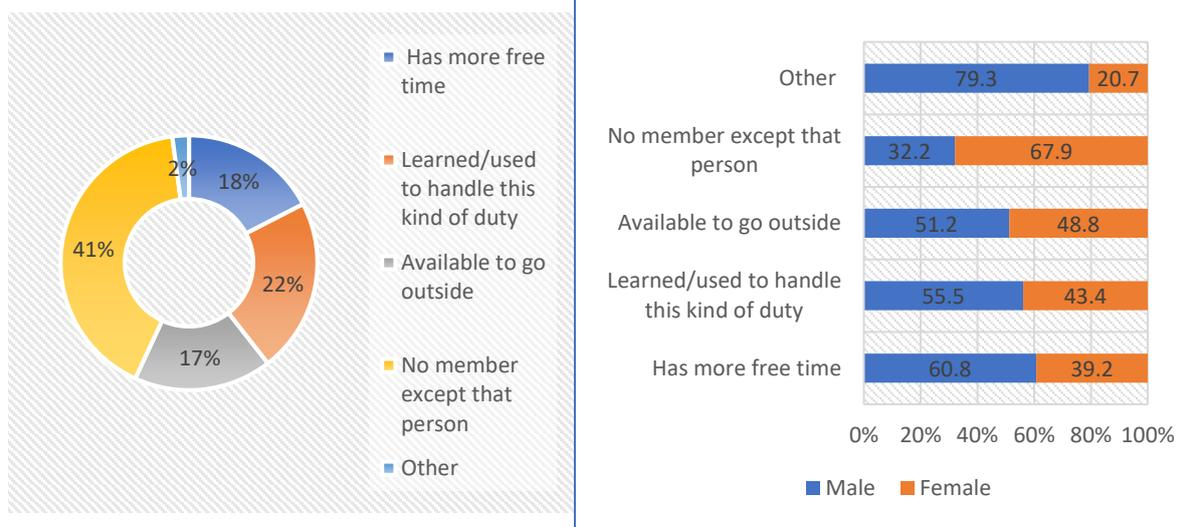 Has more free
time
Learned/used
to handle this
kind of duty
Available to go
outside
No member
except that
person
Other
2%
18%
41%
22%
17%
Other
79.3 20.7
No member except that
person
32.2 67.9
Available to go outside
51.2 48.8
Learned/used to handle
this kind of duty
55.5 43.4
Has more free time
60.8 39.2
0% 20% 40% 60% 80% 100%
Male Female